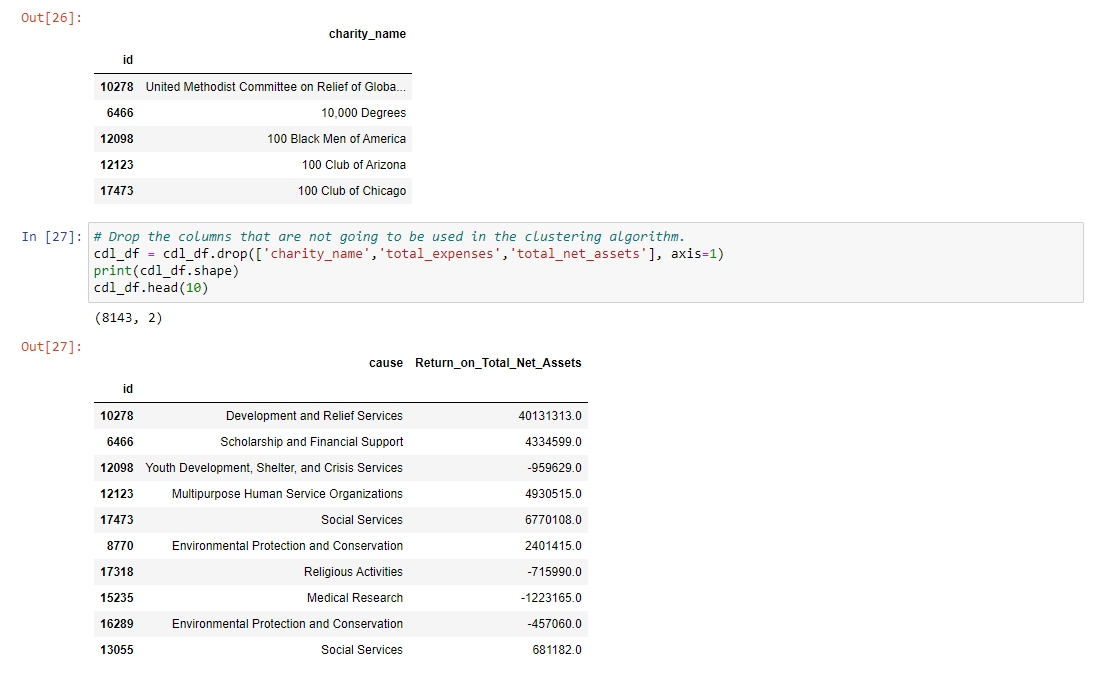 Out[26]:
charity_name
id
10278 United Methodist Committee on Relief of Globa...
6466 10,000 Degrees
12098 100 Black Men of America
12123 100 Club of Arizona
17473 100 Club of Chicago
In [27]: # Drop the columns that are not going to be used in the clustering algorithm.
cdl_df = cdl_df.drop(['charity_name','total_expenses','total_net_assets'], axis=1)
print(cdl_df.shape)
cdl_df.head(10)
(8143, 2)
Out[27]:
cause Return_on_Total_Net_Assets
id
10278 Development and Relief Services 40131313.0
6466 Scholarship and Financial Support 4334599.0
12098 Youth Development, Shelter, and Crisis Services -959629.0
12123 Multipurpose Human Service Organizations 4930515.0
17473 Social Services 6770108.0
8770 Environmental Protection and Conservation 2401415.0
17318 Religious Activities -715990.0
15235 Medical Research -1223165.0
16289 Environmental Protection and Conservation -457060.0
13055 Social Services 681182.0